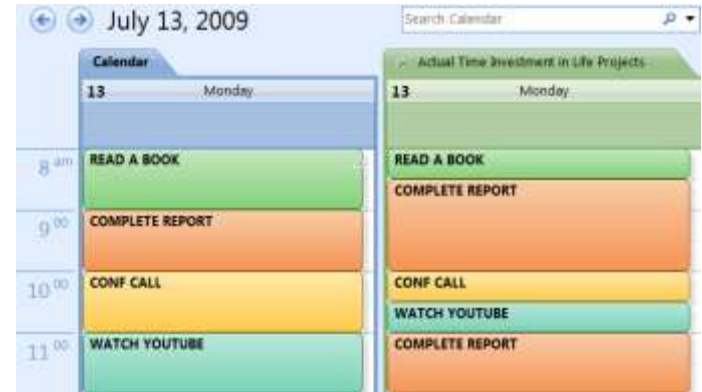 July 13, 2009
Search Calendar
Calendar
Actual Time Investment in Life Projects
13 Monday
13 Monday
8 am
READ A BOOK
READ A BOOK
COMPLETE REPORT
9 00
COMPLETE REPORT
10 00
CONF CALL
CONF CALL
WATCH YOUTUBE
11 00
WATCH YOUTUBE
COMPLETE REPORT